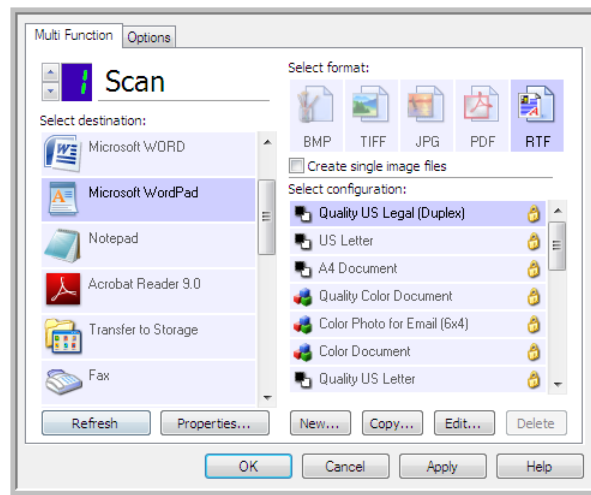 Multi Function
Options
1 Scan
Select destination:
Microsoft WORD
Microsoft WordPad
Notepad
Acrobat Reader 9.0
Transfer to Storage
Fax
Refresh
Properties...
Select format:
BMP TIFF JPG PDF RTF
Create single image files
Select configuration:
Quality US Legal (Duplex)
US Letter
A4 Document
Quality Color Document
Color Photo for Email (6x4)
Color Document
Quality US Letter
New... Copy... Edit... Delete
OK Cancel Apply Help